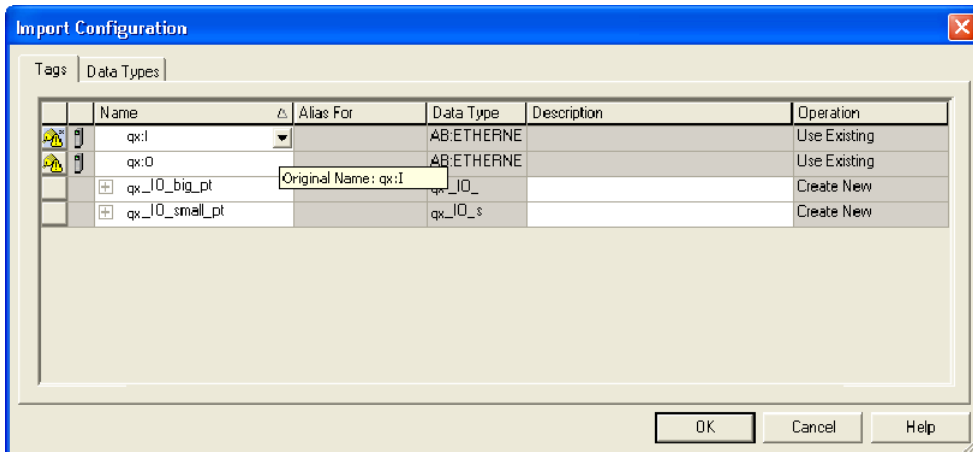 Import Configuration
Tags Data Types
Name Alias For Data Type Description Operation
qx:I AB:ETHERNE Use Existing
qx:O AB:ETHERNE Use Existing
Original Name: qx:I
qx_IO_big_pt qx_IO_ Create New
qx_IO_small_pt qx_IO_s Create New
OK Cancel Help